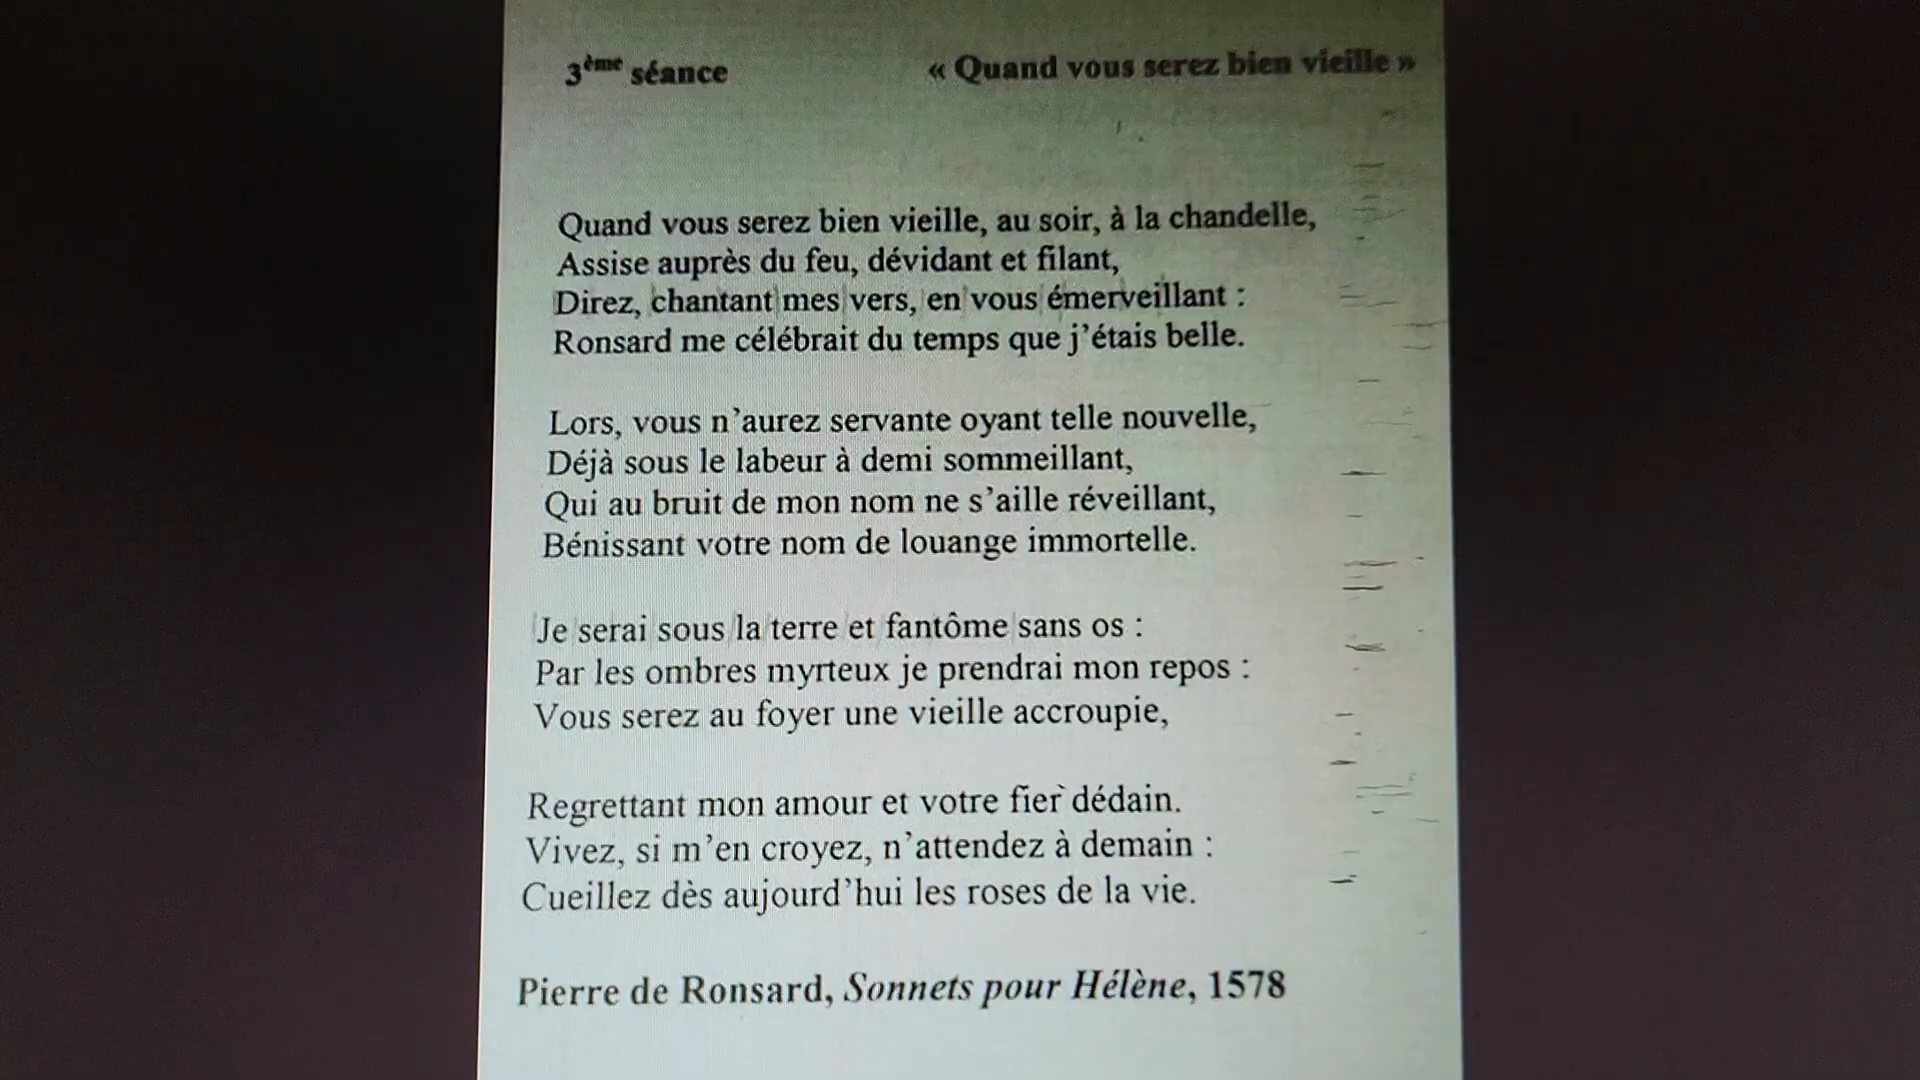 3ème séance
« Quand vous serez bien vieille »
Quand vous serez bien vieille, au soir, à la chandelle,
Assise auprès du feu, dévidant et filant,
Direz, chantant mes vers, en vous émerveillant :
Ronsard me célébrait du temps que j’étais belle.
Lors, vous n’aurez servante oyant telle nouvelle,
Déjà sous le labeur à demi sommeillant,
Qui au bruit de mon nom ne s’aille réveillant,
Bénissant votre nom de louange immortelle.
Je serai sous la terre et fantôme sans os :
Par les ombres myrteux je prendrai mon repos :
Vous serez au foyer une vieille accroupie,
Regrettant mon amour et votre fier dédain.
Vivez, si m’en croyez, n’attendez à demain :
Cueillez dès aujourd’hui les roses de la vie.
Pierre de Ronsard, Sonnets pour Hélène, 1578